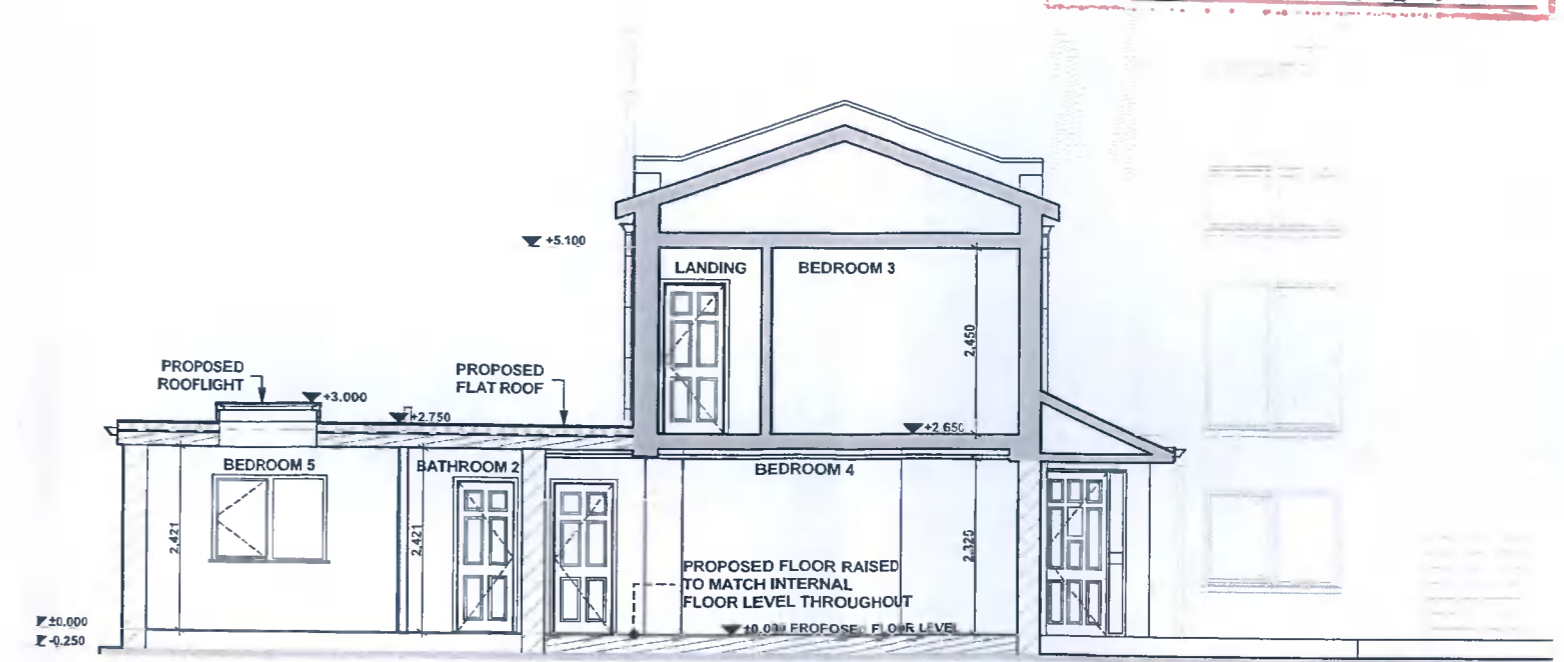 +5.100
LANDING
BEDROOM 3
2,450
PROPOSED
ROOFLIGHT
PROPOSED
FLAT ROOF
+3.000
+2.750
+2.650
BEDROOM 5
BATHROOM 2
BEDROOM 4
2,421
2,421
2,325
PROPOSED FLOOR RAISED
TO MATCH INTERNAL
FLOOR LEVEL THROUGHOUT
±0.000 PROPOSED FLOOR LEVEL
±0.000
-0.250